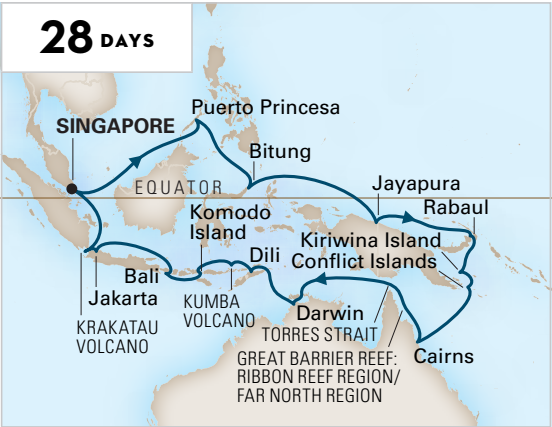 28 DAYS
Puerto Princesa
SINGAPORE
Bitung
EQUATOR
Jayapura
Rabaul
Komodo
Island
Kiriwina Island
Conflict Islands
Dili
Bali
Jakarta
KUMBA
VOLCANO
Darwin
KRAKATAU
VOLCANO
TORRES STRAIT
GREAT BARRIER REEF:
RIBBON REEF REGION/
FAR NORTH REGION
Cairns